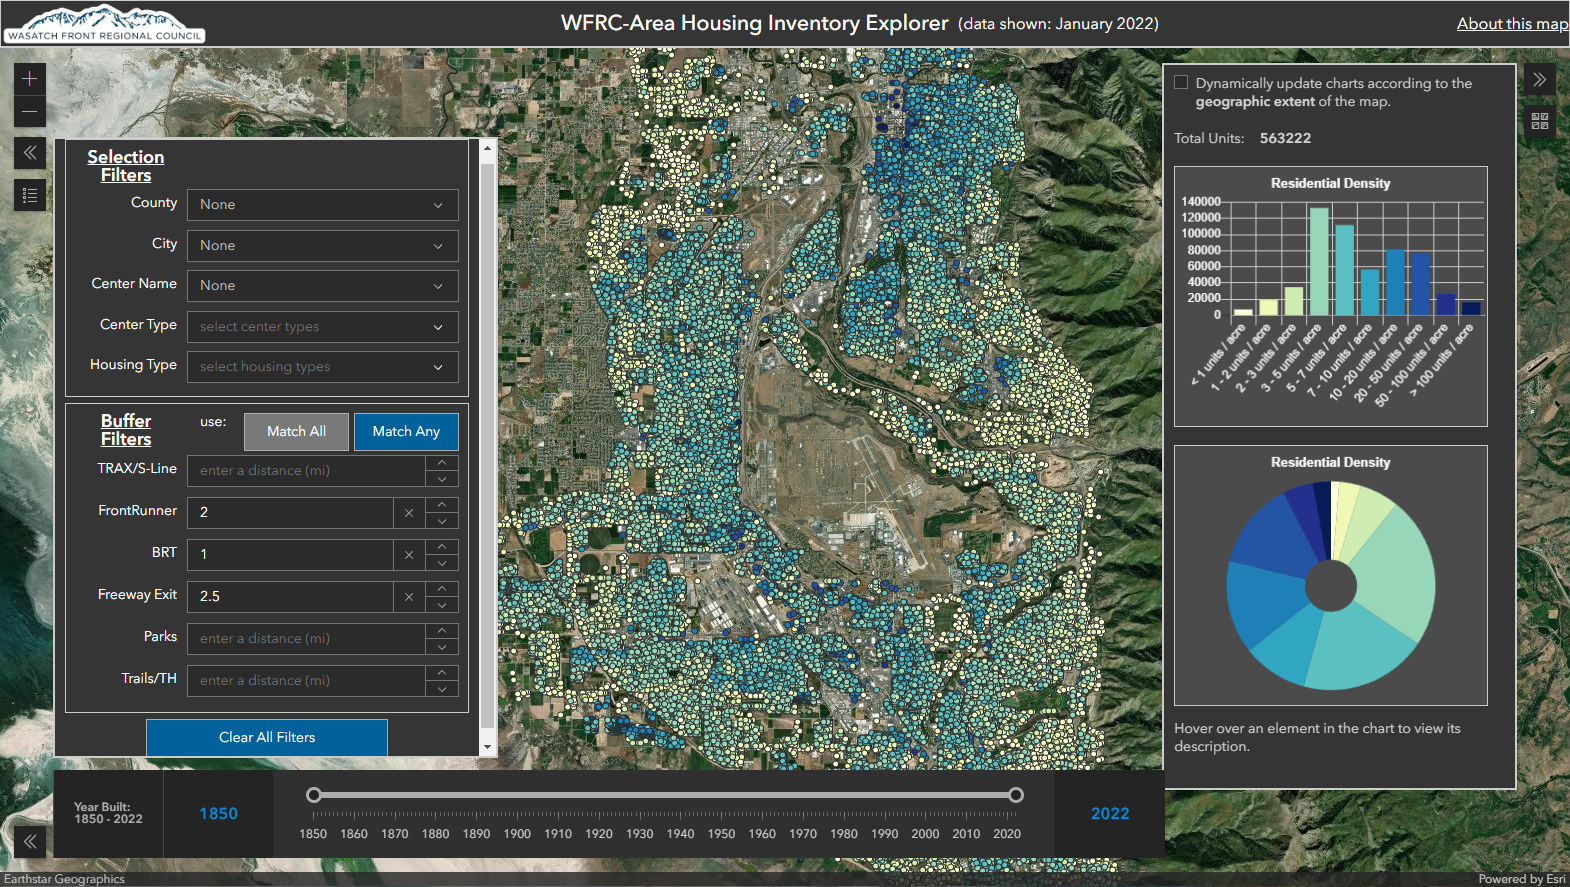 WASATCH FRONT REGIONAL COUNCIL
WFRC-Area Housing Inventory Explorer (data shown: January 2022)
About this map
Selection
Filters
County None
City None
Center Name None
Center Type select center types
Housing Type select housing types
Buffer
Filters
use: Match All Match Any
TRAX/S-Line enter a distance (mi)
FrontRunner 2
BRT 1
Freeway Exit 2.5
Parks enter a distance (mi)
Trails/TH enter a distance (mi)
Clear All Filters
Dynamically update charts according to the
geographic extent of the map.
Total Units: 563222
Residential Density
140000
120000
100000
80000
60000
40000
20000
0
< 1 units / acre
1 - 2 units / acre
2 - 3 units / acre
3 - 5 units / acre
5 - 7 units / acre
7 - 10 units / acre
10 - 20 units / acre
20 - 50 units / acre
50 - 100 units / acre
> 100 units / acre
Residential Density
Hover over an element in the chart to view its
description.
Year Built:
1850 - 2022
1850
1850 1860 1870 1880 1890 1900 1910 1920 1930 1940 1950 1960 1970 1980 1990 2000 2010 2020
2022
Earthstar Geographics
Powered by Esri